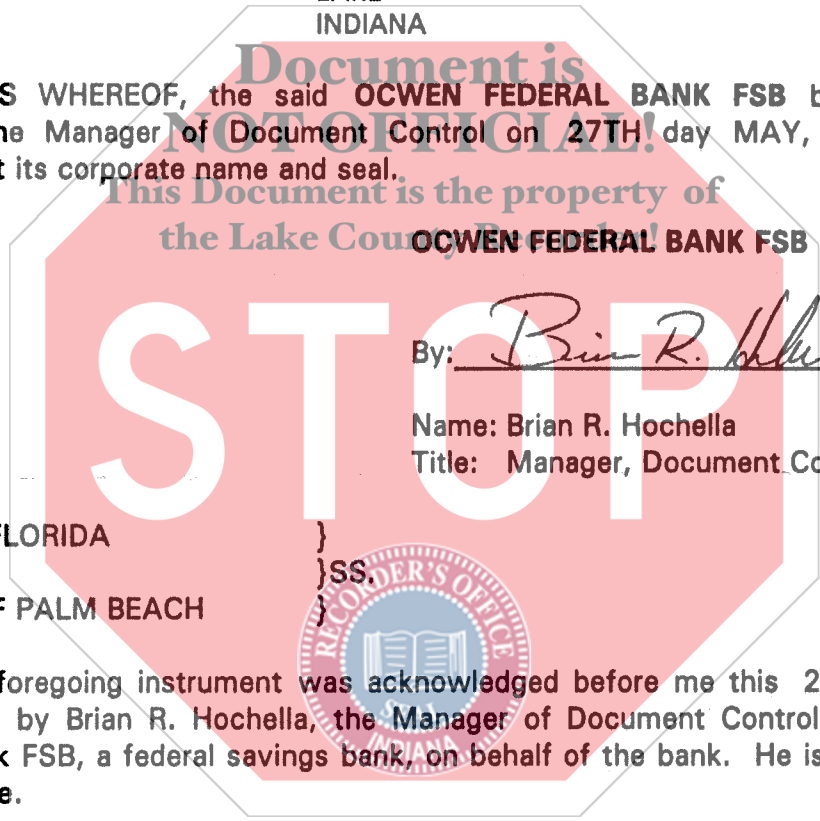 INDIANA
Document is
S WHEREOF, the said OCWEN FEDERAL BANK FSB b
ne Manager of Document Control on 27TH day MAY,
NOT OFFICIAL!
t its corporate name and seal.
This Document is the property of
the Lake County Recorder!
OCWEN FEDERAL BANK FSB
STOP
By: Brian R.
Name: Brian R. Hochella
Title: Manager, Document Co
FLORIDA }
}SS.
F PALM BEACH }
RECORDER'S OFFICE
foregoing instrument was acknowledged before me this 2
by Brian R. Hochella, the Manager of Document Control
SEAL
k FSB, a federal savings bank, on behalf of the bank. He is
INDIANA
e.